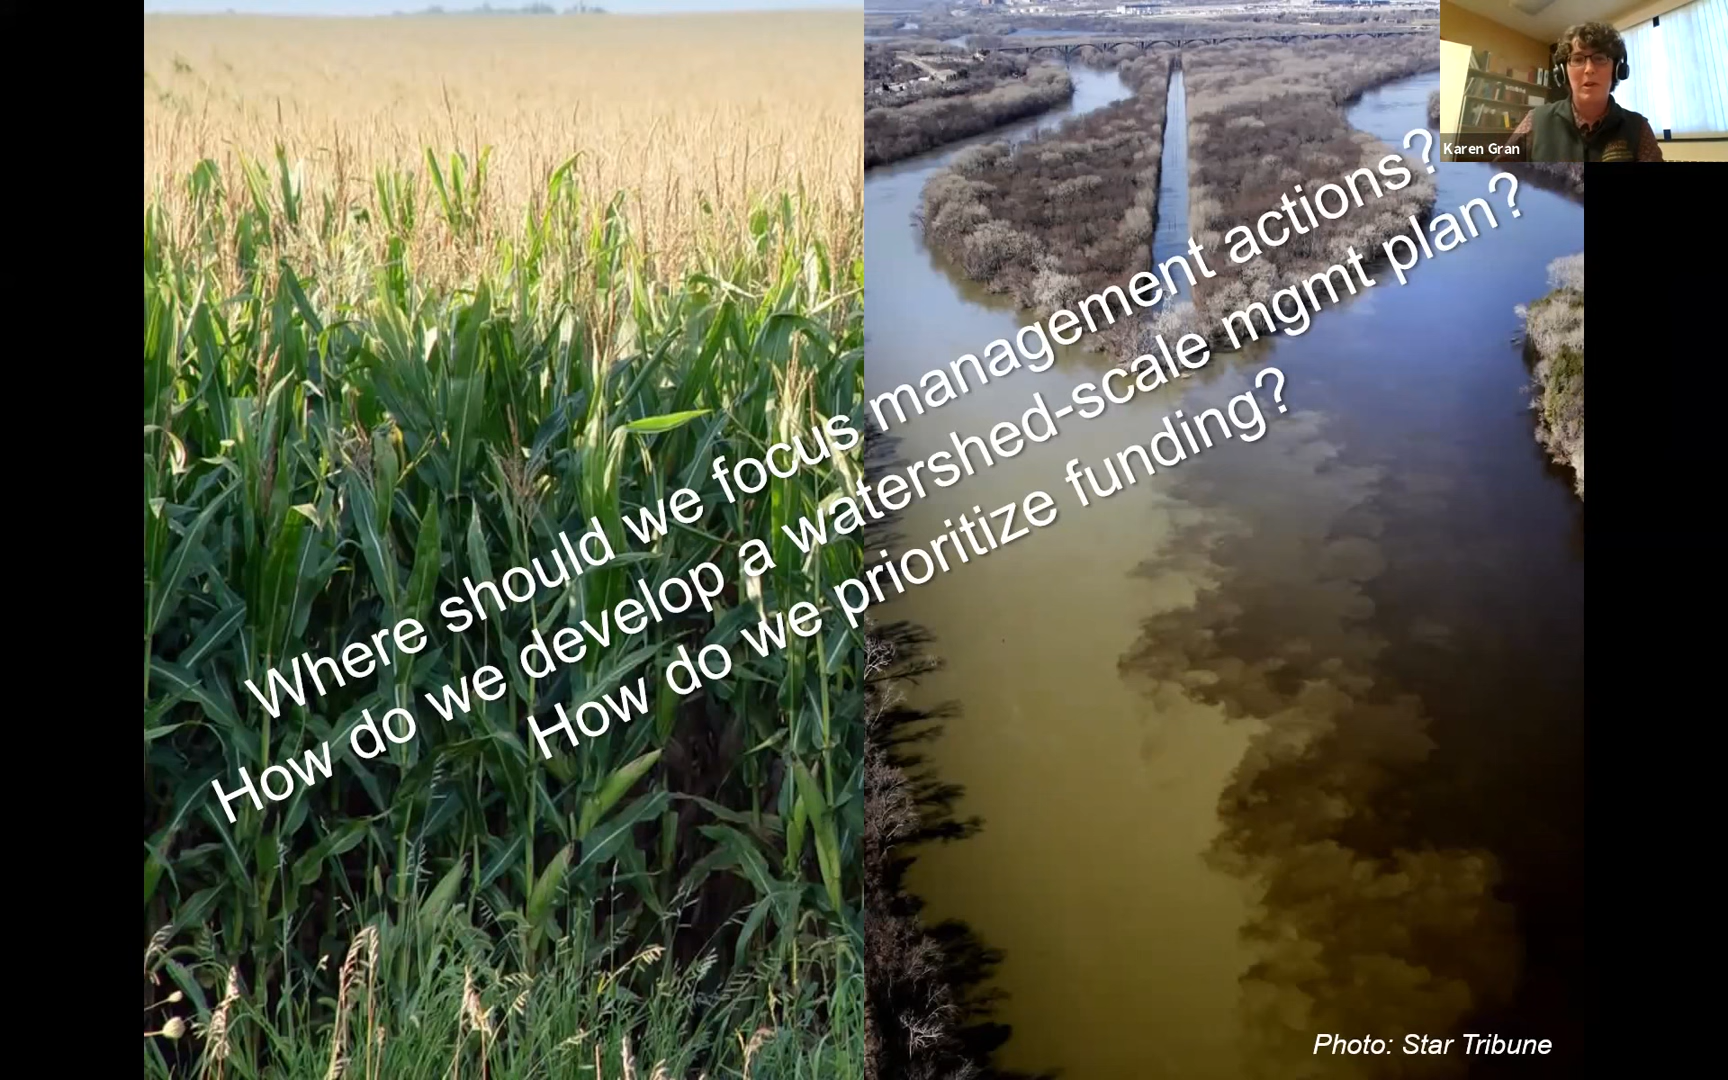 Karen Gran
Where should we focus management actions?
How do we develop a watershed-scale mgmt plan?
How do we prioritize funding?
Photo: Star Tribune